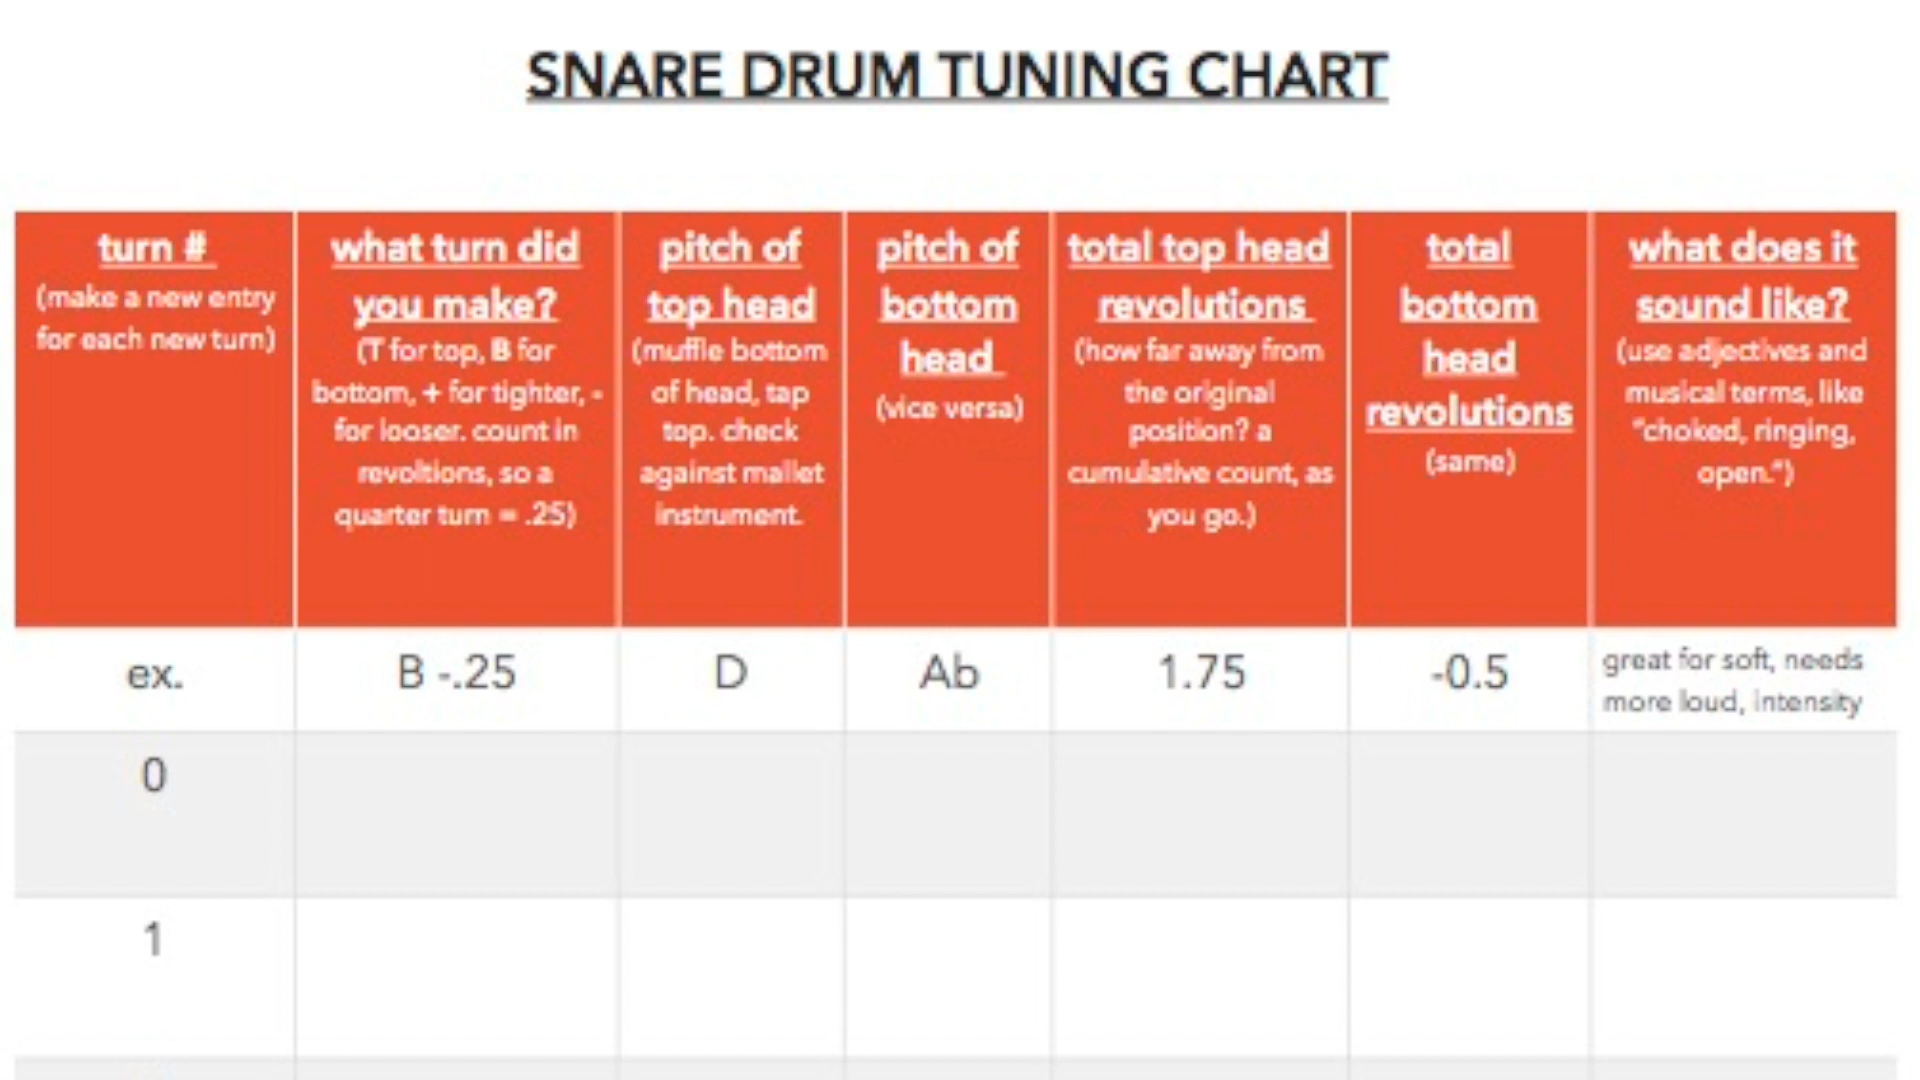 SNARE DRUM TUNING CHART
turn #
(make a new entry
for each new turn)
what turn did
you make?
(T for top, B for
bottom, + for tighter, -
for looser. count in
revoltions, so a
quarter turn = .25)
pitch of
top head
(muffle bottom
of head, tap
top. check
against mallet
instrument.
pitch of
bottom
head
(vice versa)
total top head
revolutions
(how far away from
the original
position? a
cumulative count, as
you go.)
total
bottom
head
revolutions
(same)
what does it
sound like?
(use adjectives and
musical terms, like
"choked, ringing,
open.")
ex.
B -.25
D
Ab
1.75
-0.5
great for soft, needs
more loud, intensity
0
1